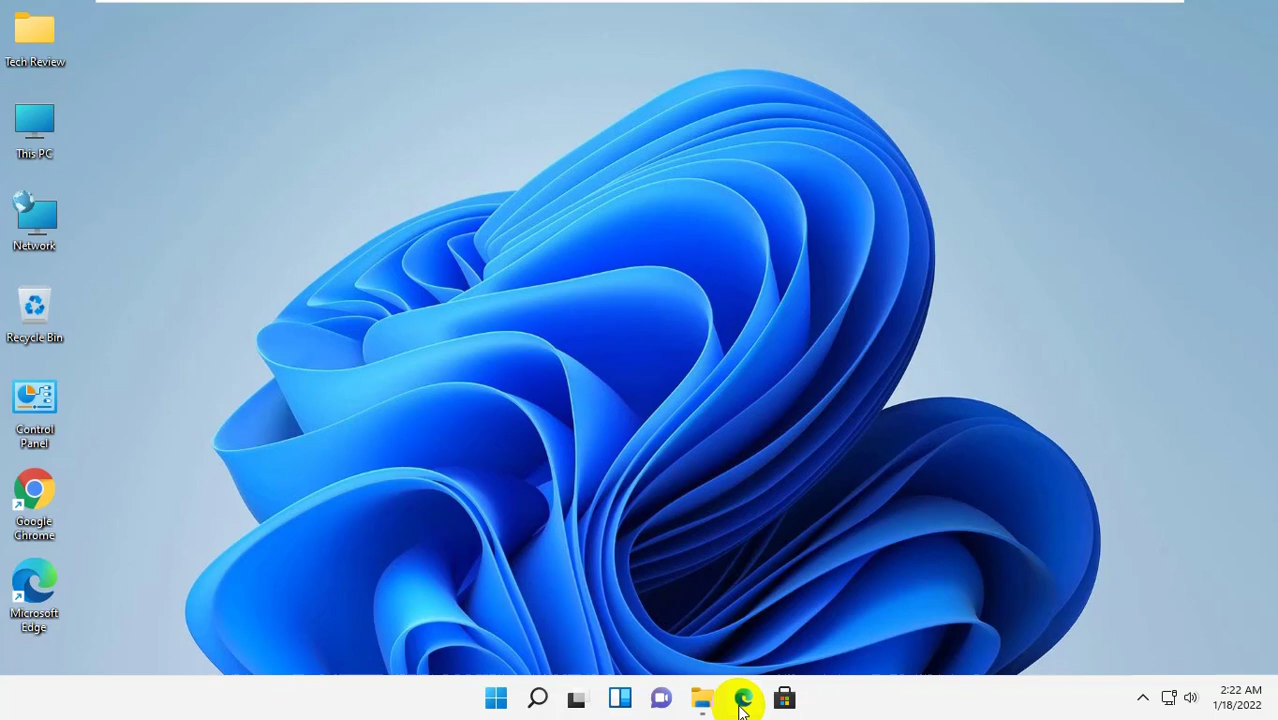 Tech Review
This PC
Network
Recycle Bin
Control
Panel
Google
Chrome
Microsoft
Edge
2:22 AM
1/18/2022